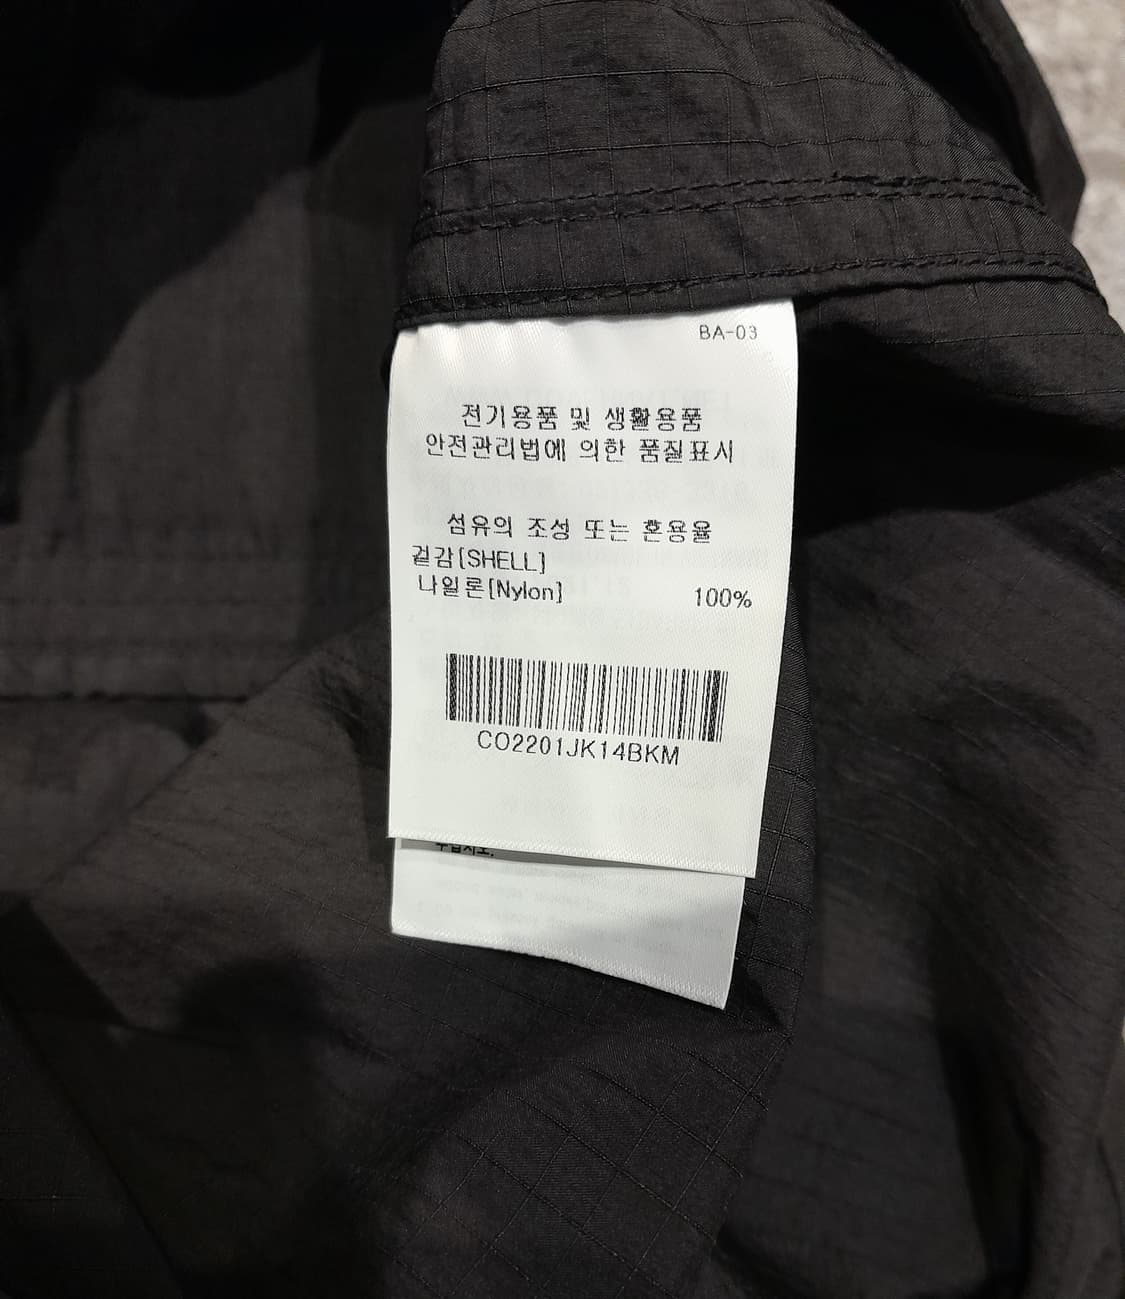 BA-03
전기용품 및 생활용품
안전관리법에 의한 품질표시
섬유의 조성 또는 혼용율
겉감[SHELL]
나일론[Nylon] 100%
CO2201JK14BKM